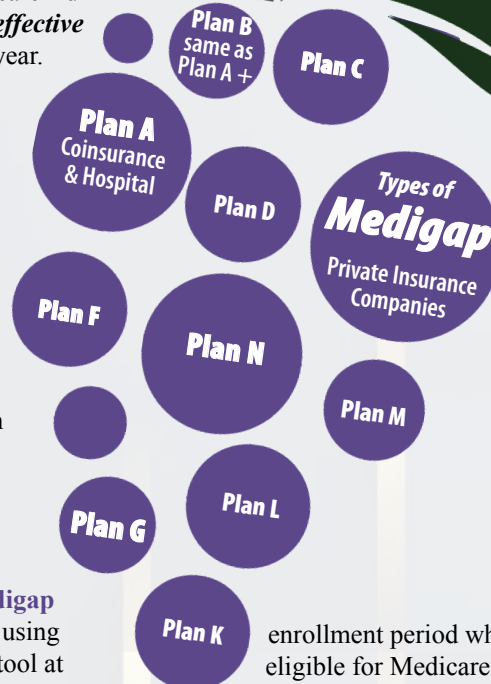 effective
year.
Plan B
same as
Plan A +
Plan C
Plan A
Coinsurance
& Hospital
Plan D
Types of
Medigap
Private Insurance
Companies
Plan F
Plan N
Plan M
Plan L
Plan G
Plan K
digap
using
tool at
enrollment period wh
eligible for Medicare